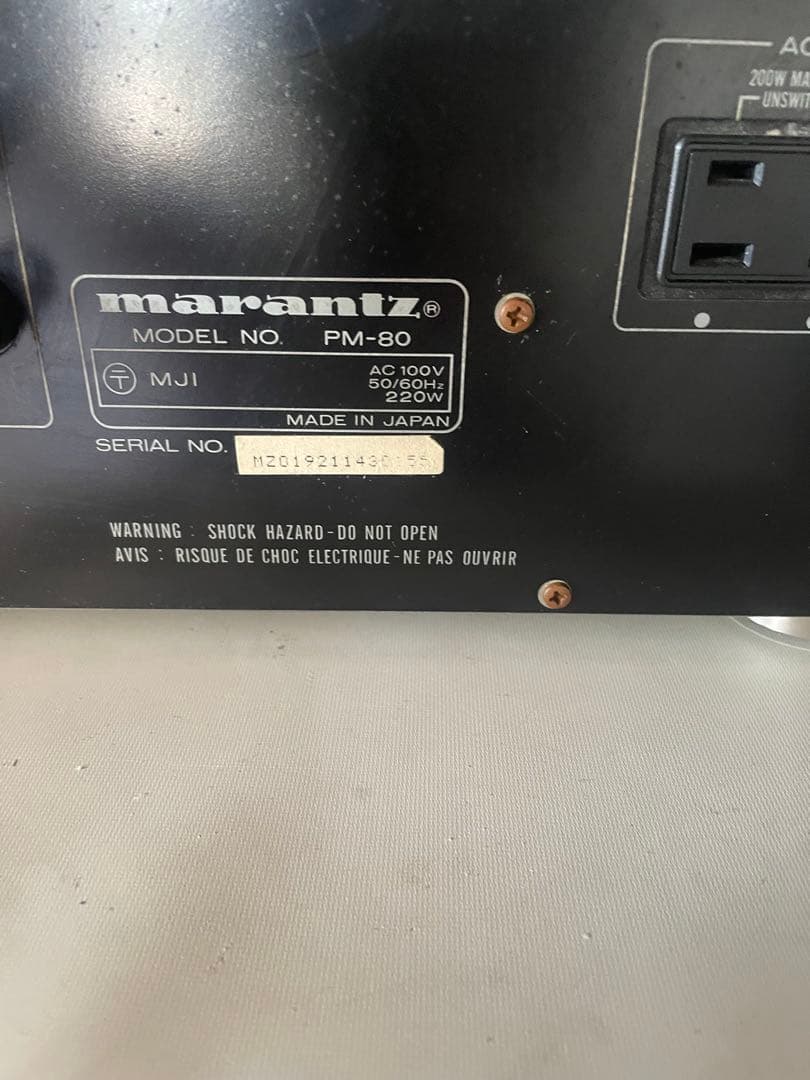 marantz®
MODEL NO. PM-80
MJI
AC 100V
50/60Hz
220W
MADE IN JAPAN
SERIAL NO.
WARNING : SHOCK HAZARD-DO NOT OPEN
AVIS : RISQUE DE CHOC ELECTRIQUE-NE PAS OUVRIR
AC
200W MA
UNSWIT